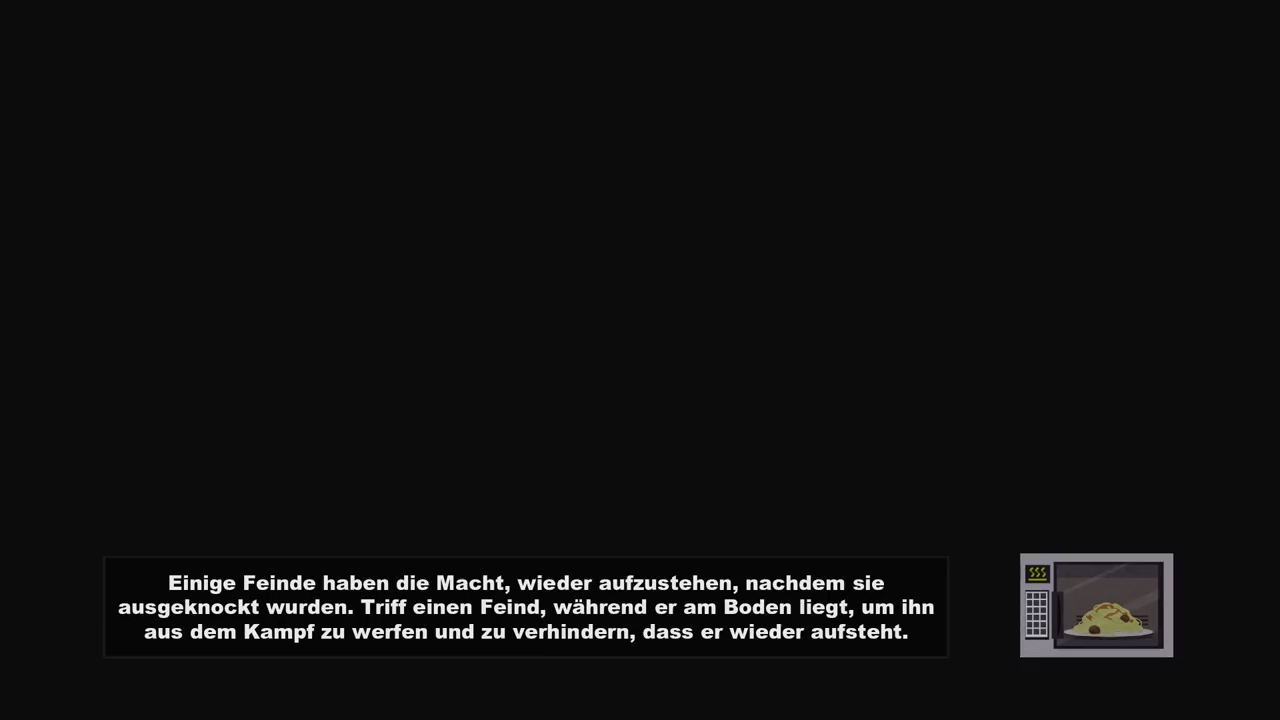 Einige Feinde haben die Macht, wieder aufzustehen, nachdem sie
ausgeknockt wurden. Triff einen Feind, während er am Boden liegt, um ihn
aus dem Kampf zu werfen und zu verhindern, dass er wieder aufsteht.